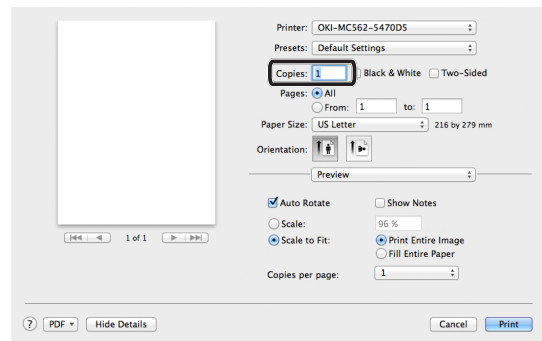 Printer: OKI-MC562-5470D5
Presets: Default Settings
Copies: 1 Black & White Two-Sided
Pages: All
From: 1 to: 1
Paper Size: US Letter 216 by 279 mm
Orientation:
Preview
Auto Rotate Show Notes
Scale: 96 %
Scale to Fit: Print Entire Image
Fill Entire Paper
Copies per page: 1
1 of 1
? PDF Hide Details Cancel Print